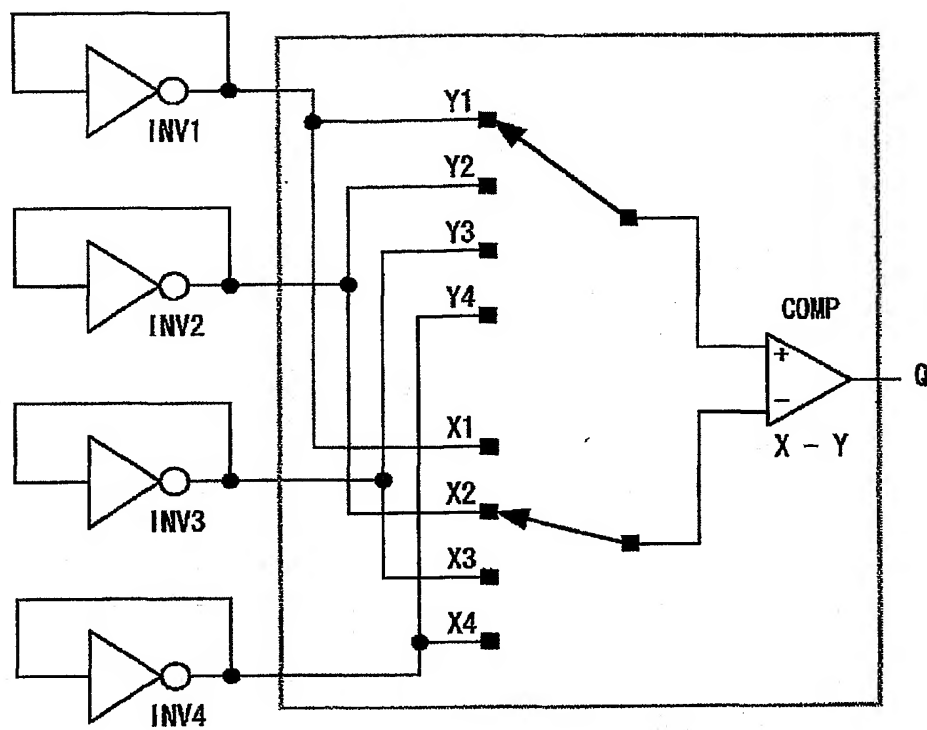 INV1
INV2
INV3
INV4
Y1
Y2
Y3
Y4
X1
X2
X3
X4
COMP
+
−
X - Y
Q